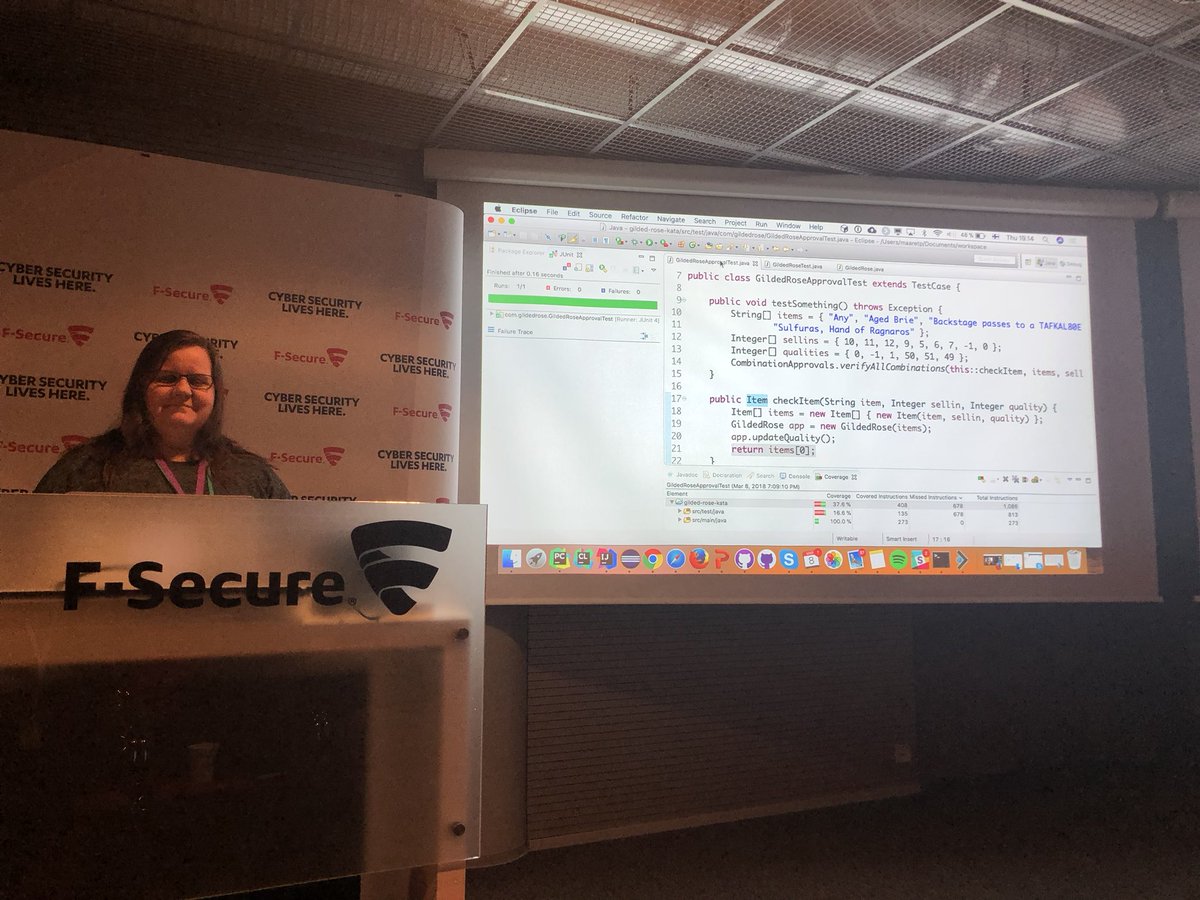 CYBER SECURITY
LIVES HERE.
F-Secure
CYBER SECURITY
LIVES HERE.
F-Secure
F-Secure
F-Secure
CYBER SECURITY
LIVES HERE.
CYBER SECURITY
LIVES HERE.
CYBER SECURITY
LIVES HERE.
F-Secure
F-Secure
F-Secure
CYBER SECURITY
LIVES HERE.
F-Secure®
Eclipse File Edit Source Refactor Navigate Search Project Run Window Help
Thu 19:14
Java - gilded-rose-kata/src/test/java/com/gildedrose/GildedRoseApprovalTest.java - Eclipse - /Users/maaretp/Documents/workspace
Package Explorer JUnit
Finished after 0.16 seconds
Runs: 1/1 Errors: 0 Failures: 0
com.gildedrose.GildedRoseApprovalTest [Runner: JUnit 4]
Failure Trace
GildedRoseApprovalTest.java GildedRoseTest.java GildedRose.java
Java Debug
7 public class GildedRoseApprovalTest extends TestCase {
8
9 public void testSomething() throws Exception {
10 String[] items = { "Any", "Aged Brie", "Backstage passes to a TAFKAL80E
11 "Sulfuras, Hand of Ragnaros" };
12 Integer[] sellins = { 10, 11, 12, 9, 5, 6, 7, -1, 0 };
13 Integer[] qualities = { 0, -1, 1, 50, 51, 49 };
14 CombinationApprovals.verifyAllCombinations(this::checkItem, items, sell
15 }
16
17 public Item checkItem(String item, Integer sellin, Integer quality) {
18 Item[] items = new Item[] { new Item(item, sellin, quality) };
19 GildedRose app = new GildedRose(items);
20 app.updateQuality();
21 return items[0];
22 }
Javadoc Declaration Search Console Coverage
GildedRoseApprovalTest (Mar 8, 2018 7:09:10 PM)
Element Coverage Covered Instructions Missed Instructions Total Instructions
gilded-rose-kata 37.6 % 408 678 1,086
src/test/java 16.6 % 135 678 813
src/main/java 100.0 % 273 0 273
Writable Smart Insert 17 : 16